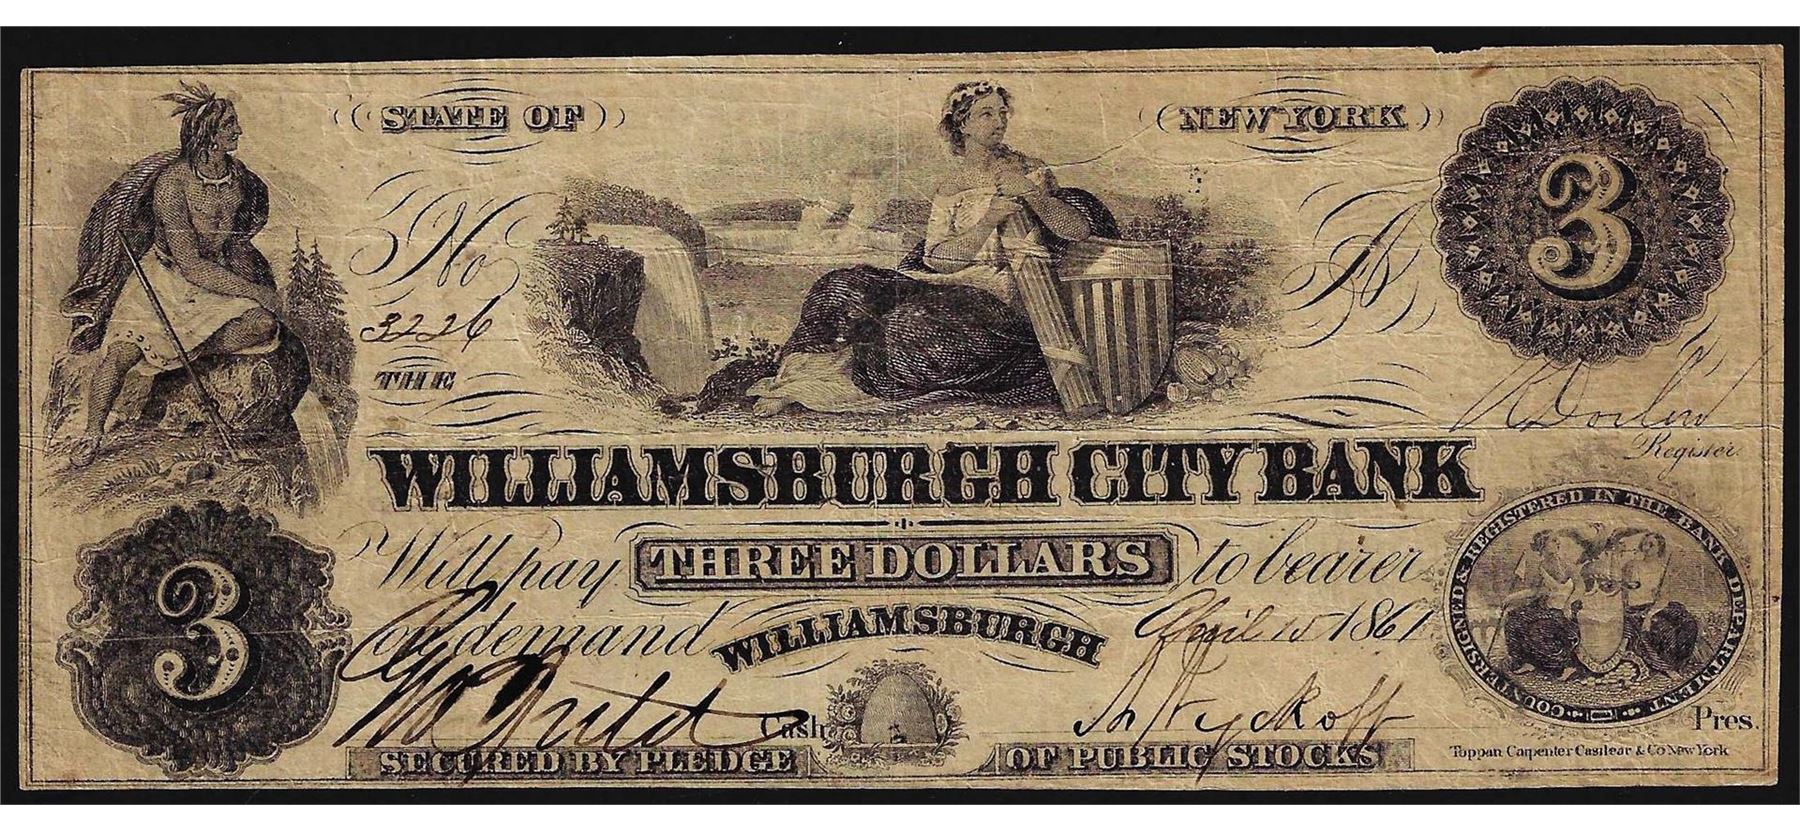 STATE OF NEW YORK
3
No A
3226
THE
Register.
WILLIAMSBURGH CITY BANK
COUNTERSIGNED & REGISTERED IN THE BANK DEPARTMENT
Will pay THREE DOLLARS to bearer
3
on demand WILLIAMSBURGH April 15 1861
Cash
Wyckoff Pres.
SECURED BY PLEDGE OF PUBLIC STOCKS
Toppan Carpenter Casilear & Co New York